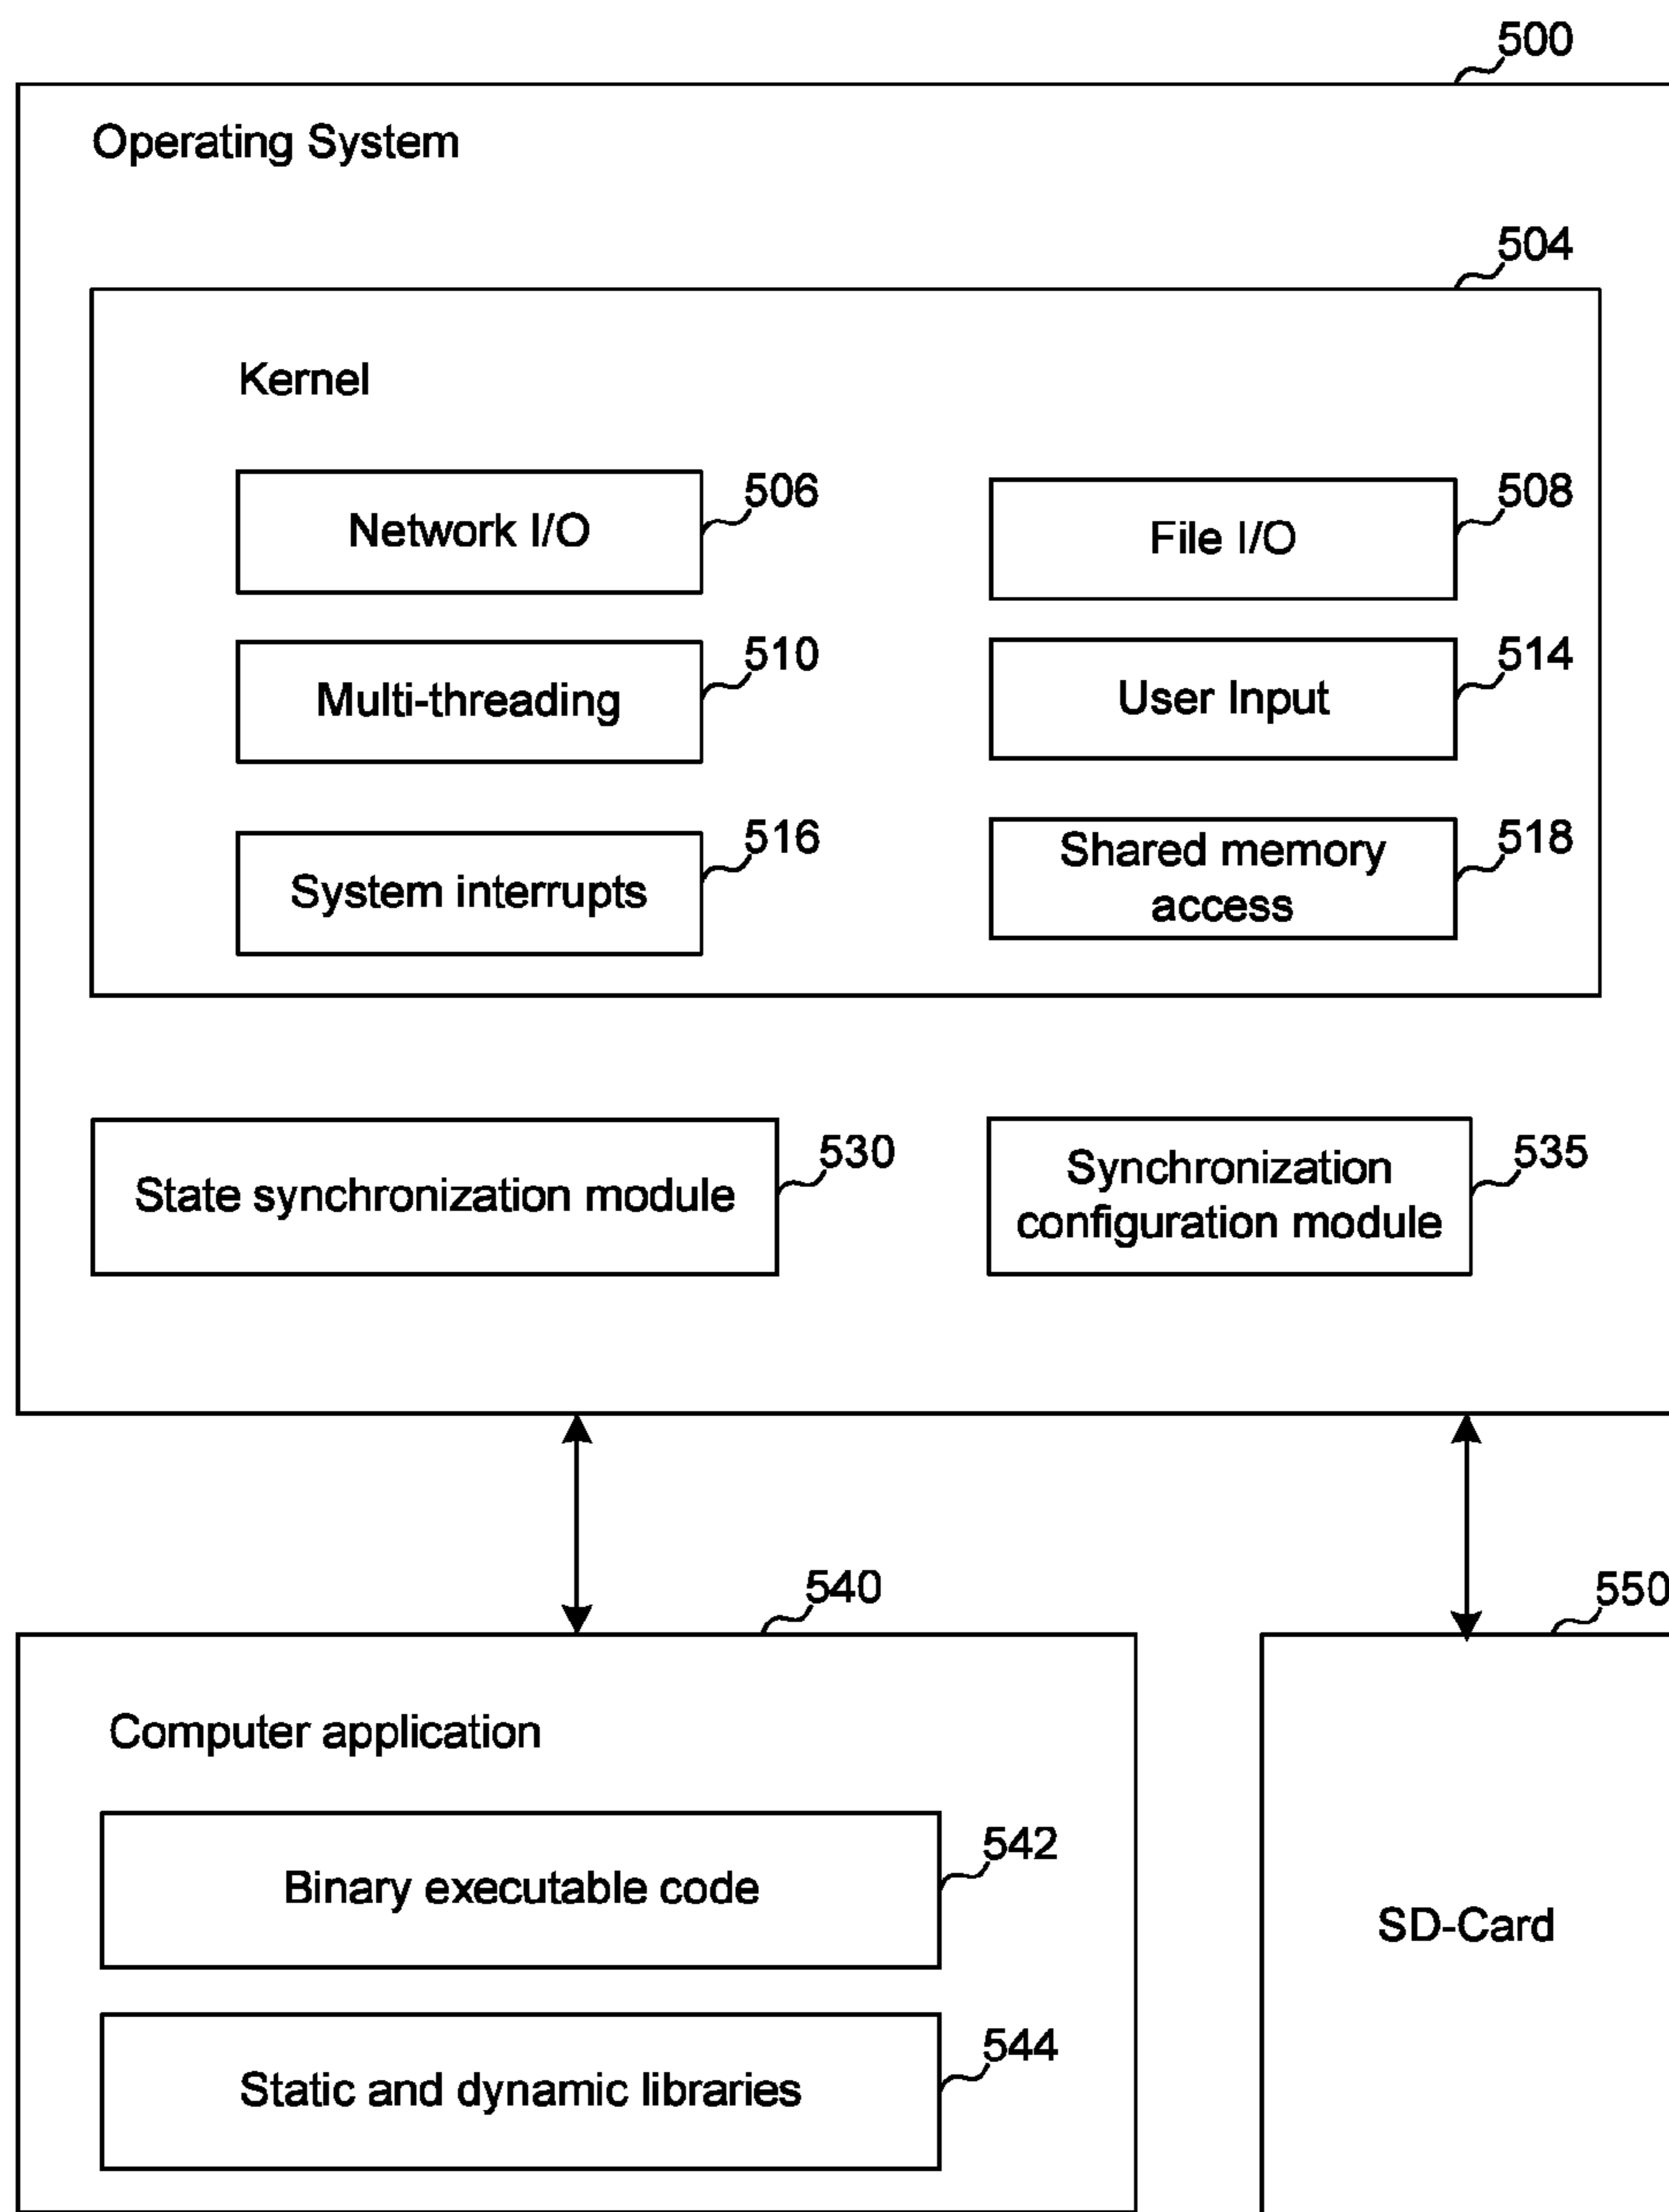 500
Operating System
504
Kernel
Network I/O
506
File I/O
508
Multi-threading
510
User Input
514
System interrupts
516
Shared memory
access
518
State synchronization module
530
Synchronization
configuration module
535
540
550
Computer application
Binary executable code
542
SD-Card
Static and dynamic libraries
544